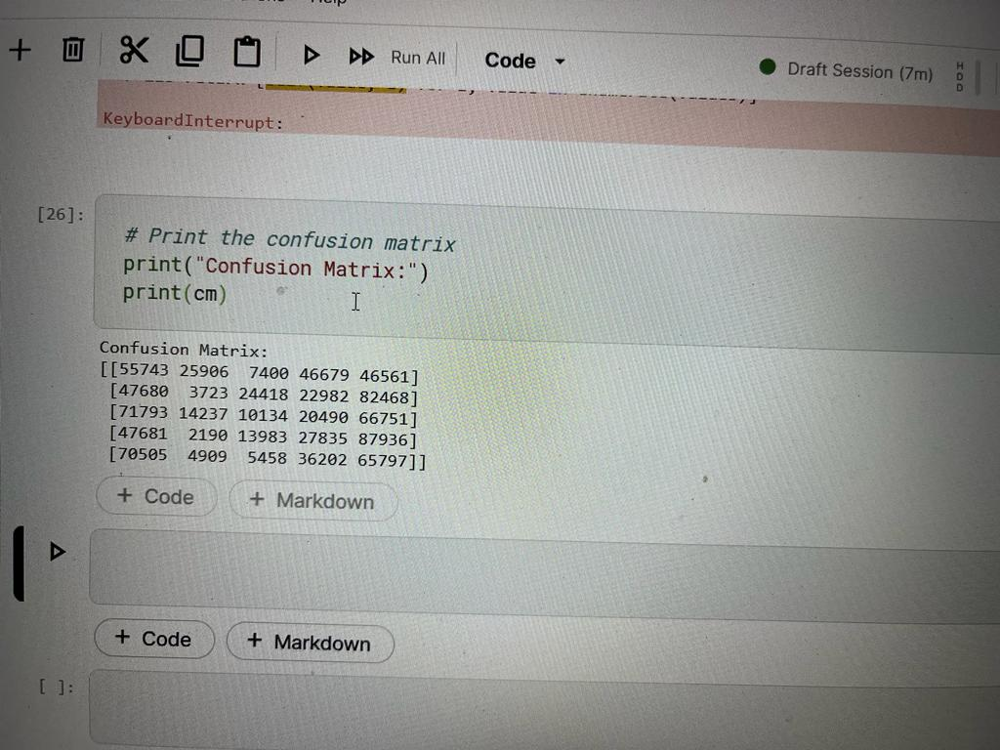 Help
Run All Code Draft Session (7m) HDD
KeyboardInterrupt:
[26]:
# Print the confusion matrix
print("Confusion Matrix:")
print(cm)
Confusion Matrix:
[[55743 25906  7400 46679 46561]
 [47680  3723 24418 22982 82468]
 [71793 14237 10134 20490 66751]
 [47681  2190 13983 27835 87936]
 [70505  4909  5458 36202 65797]]
+ Code + Markdown
+ Code + Markdown
[ ]: